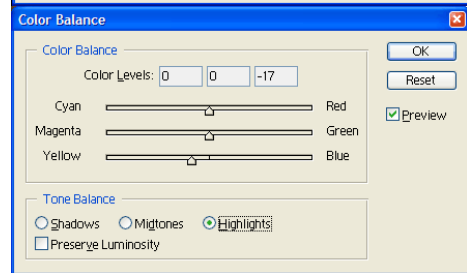 Color Balance
Color Balance
Color Levels: 0 0 -17
Cyan Red
Magenta Green
Yellow Blue
OK
Reset
Preview
Tone Balance
Shadows Midtones Highlights
Preserve Luminosity